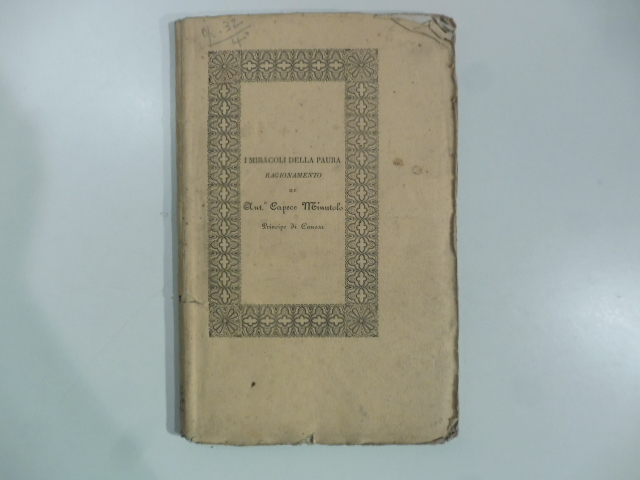 I MIRACOLI DELLA PAURA
RAGIONAMENTO
DI
Ant.º Capece Minutolo
Principe di Canosa